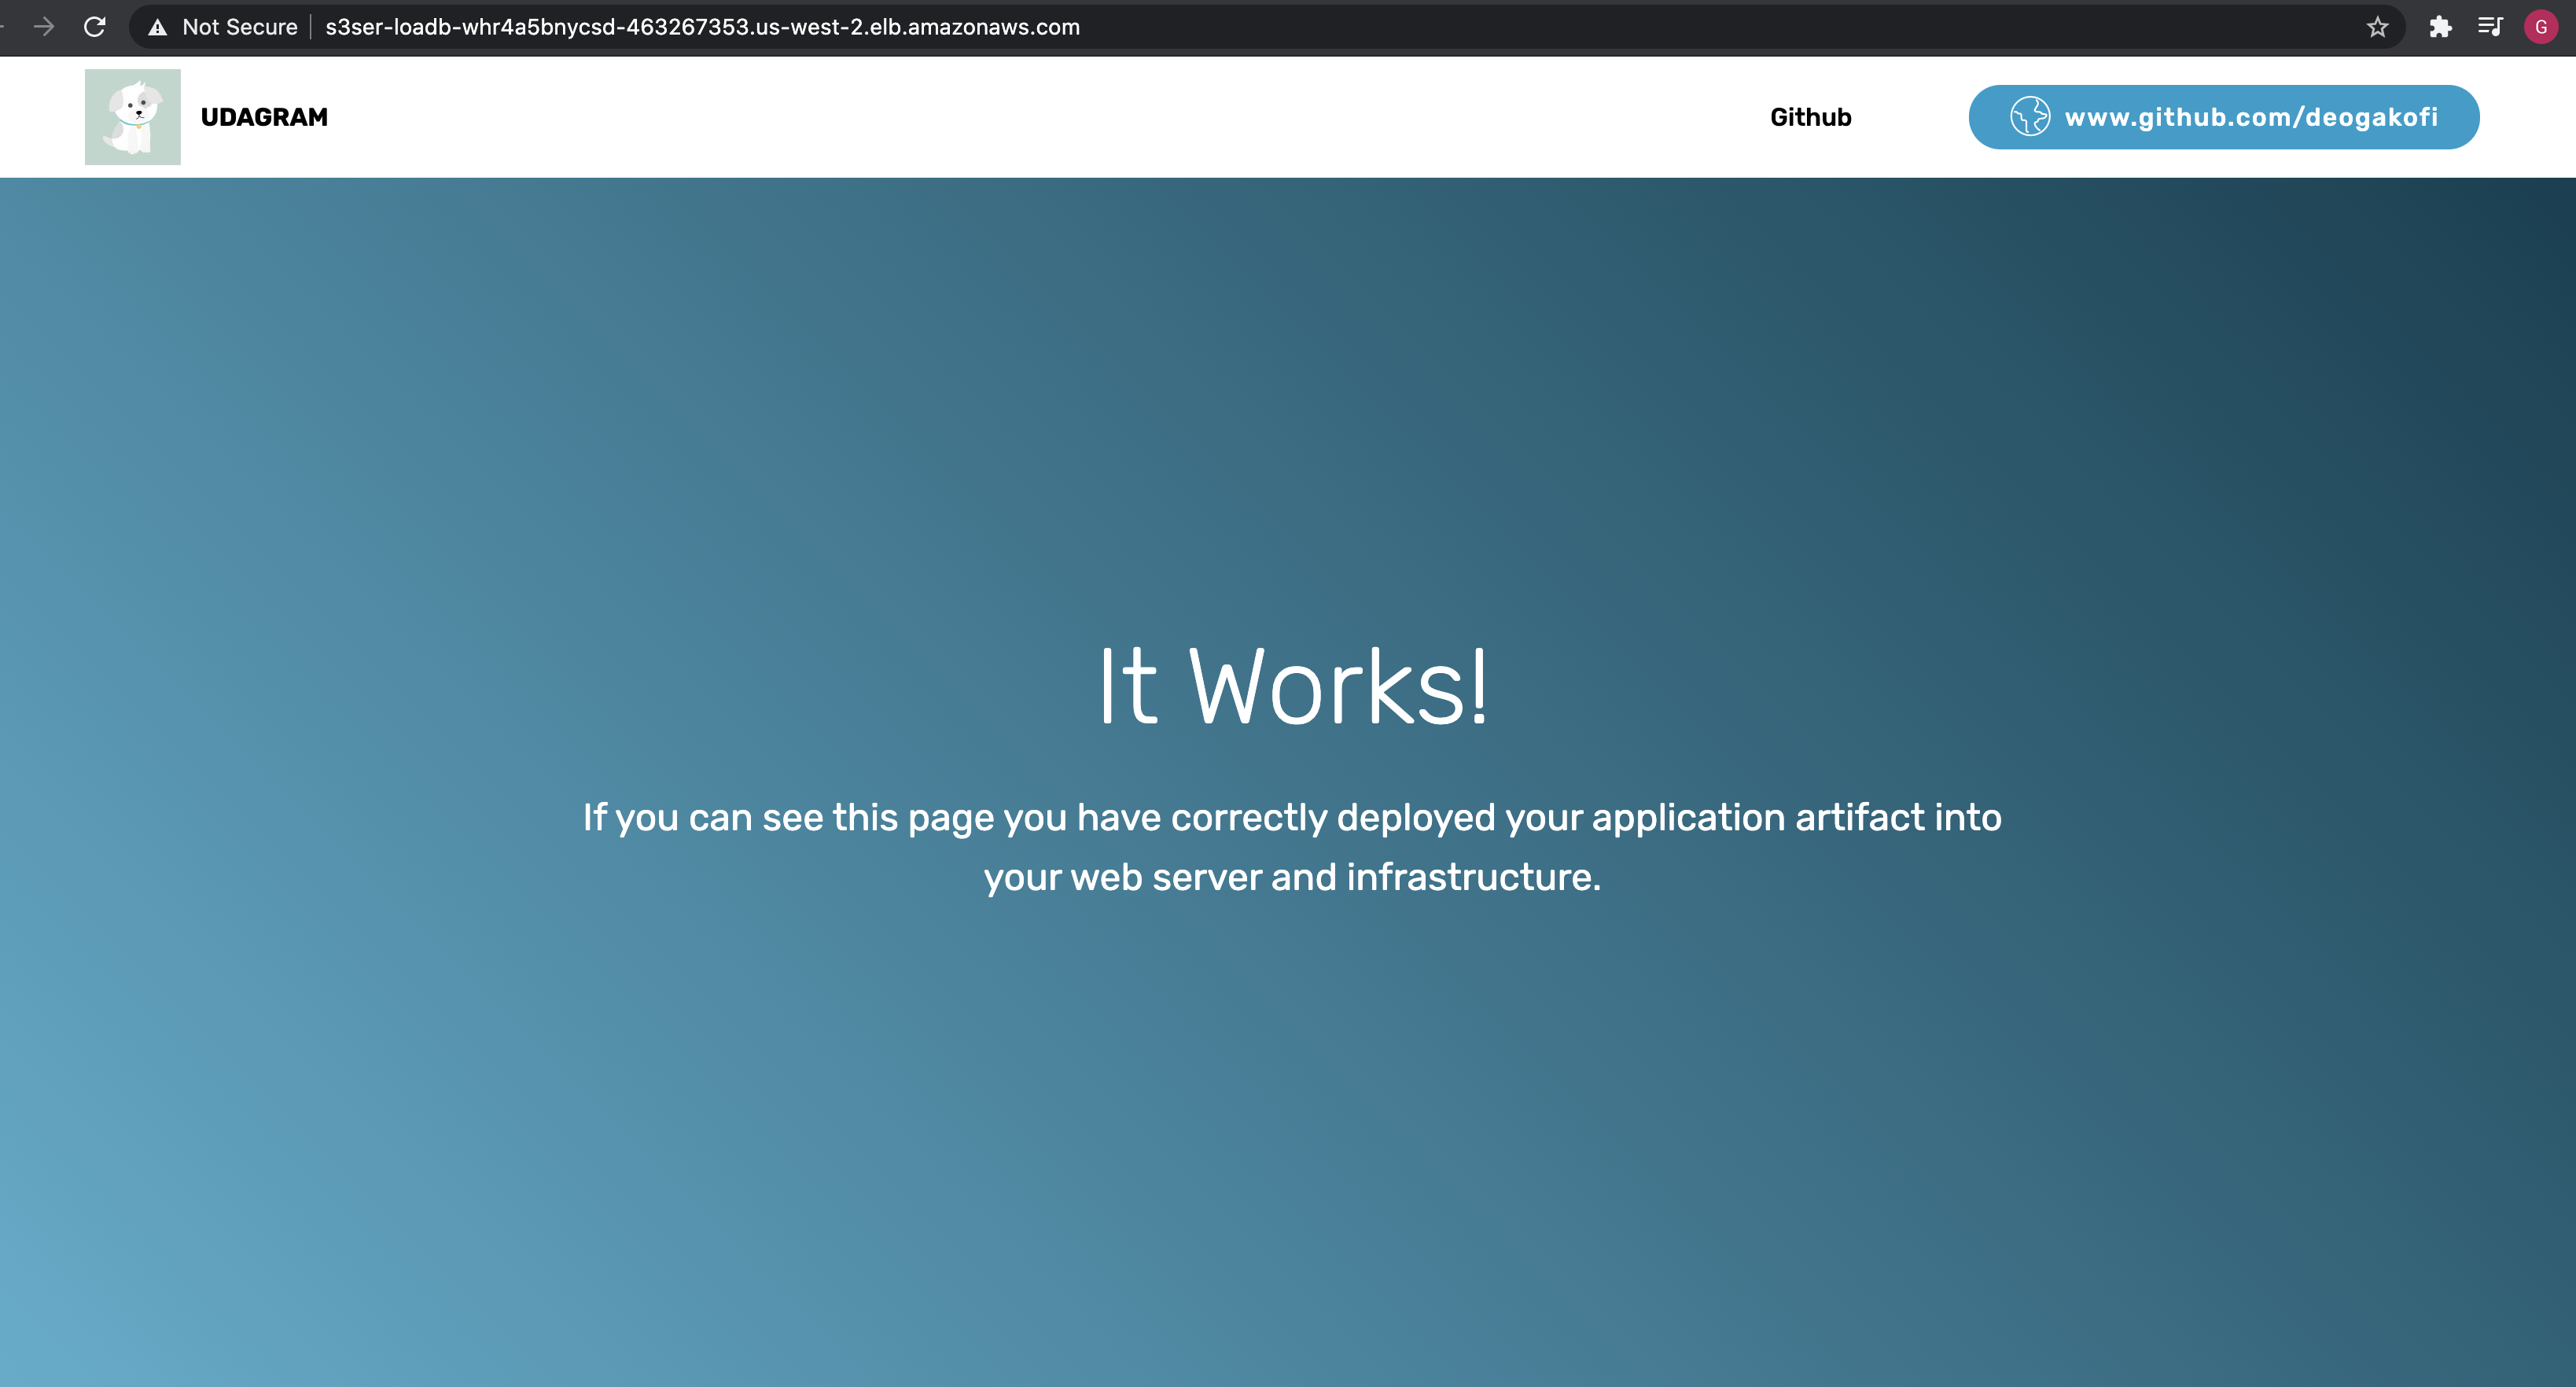 Not Secure s3ser-loadb-whr4a5bnycsd-463267353.us-west-2.elb.amazonaws.com
G
UDAGRAM
Github
www.github.com/deogakofi
It Works!
If you can see this page you have correctly deployed your application artifact into
your web server and infrastructure.